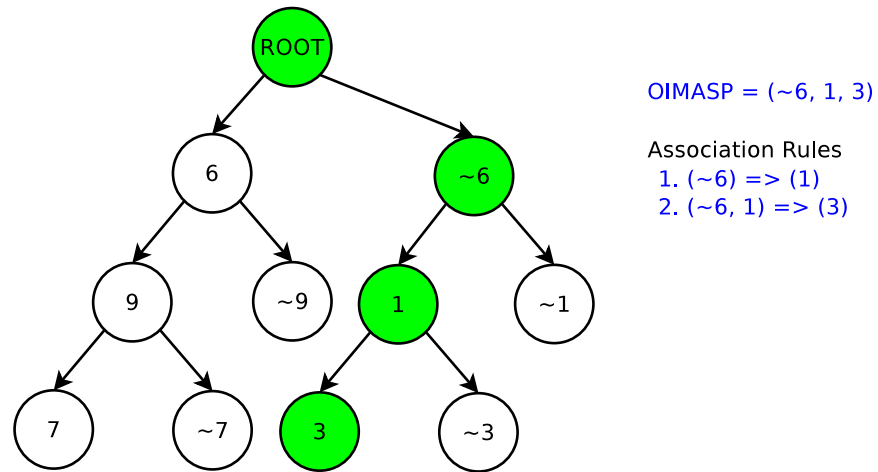 ROOT
OIMASP = (~6, 1, 3)
Association Rules
1. (~6) => (1)
2. (~6, 1) => (3)
6
~6
9
~9
1
~1
7
~7
3
~3